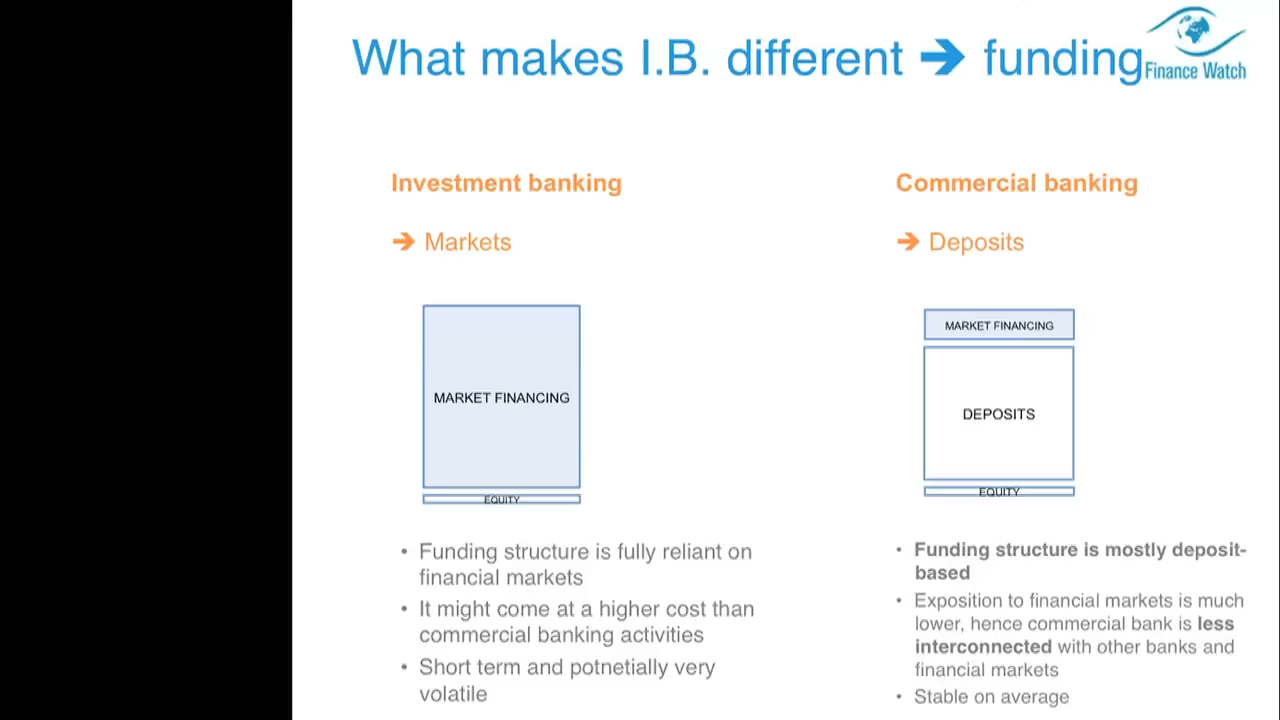 What makes I.B. different ➔ funding
Finance Watch
Investment banking
➔ Markets
MARKET FINANCING
EQUITY
• Funding structure is fully reliant on
financial markets
• It might come at a higher cost than
commercial banking activities
• Short term and potnetially very
volatile
Commercial banking
➔ Deposits
MARKET FINANCING
DEPOSITS
EQUITY
• Funding structure is mostly deposit-
based
• Exposition to financial markets is much
lower, hence commercial bank is less
interconnected with other banks and
financial markets
• Stable on average